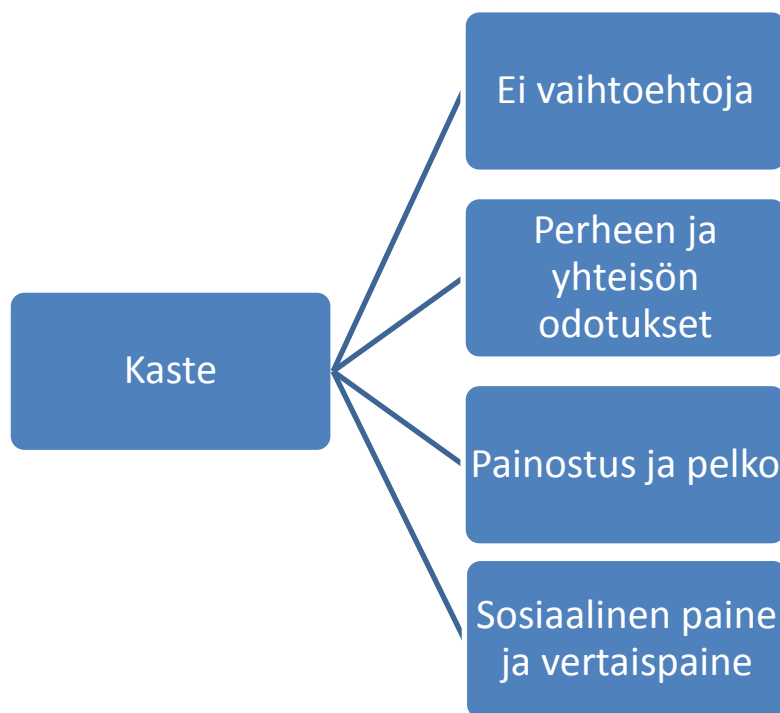 Ei vaihtoehtoja
Perheen ja
yhteisön
odotukset
Kaste
Painostus ja pelko
Sosiaalinen paine
ja vertaispaine